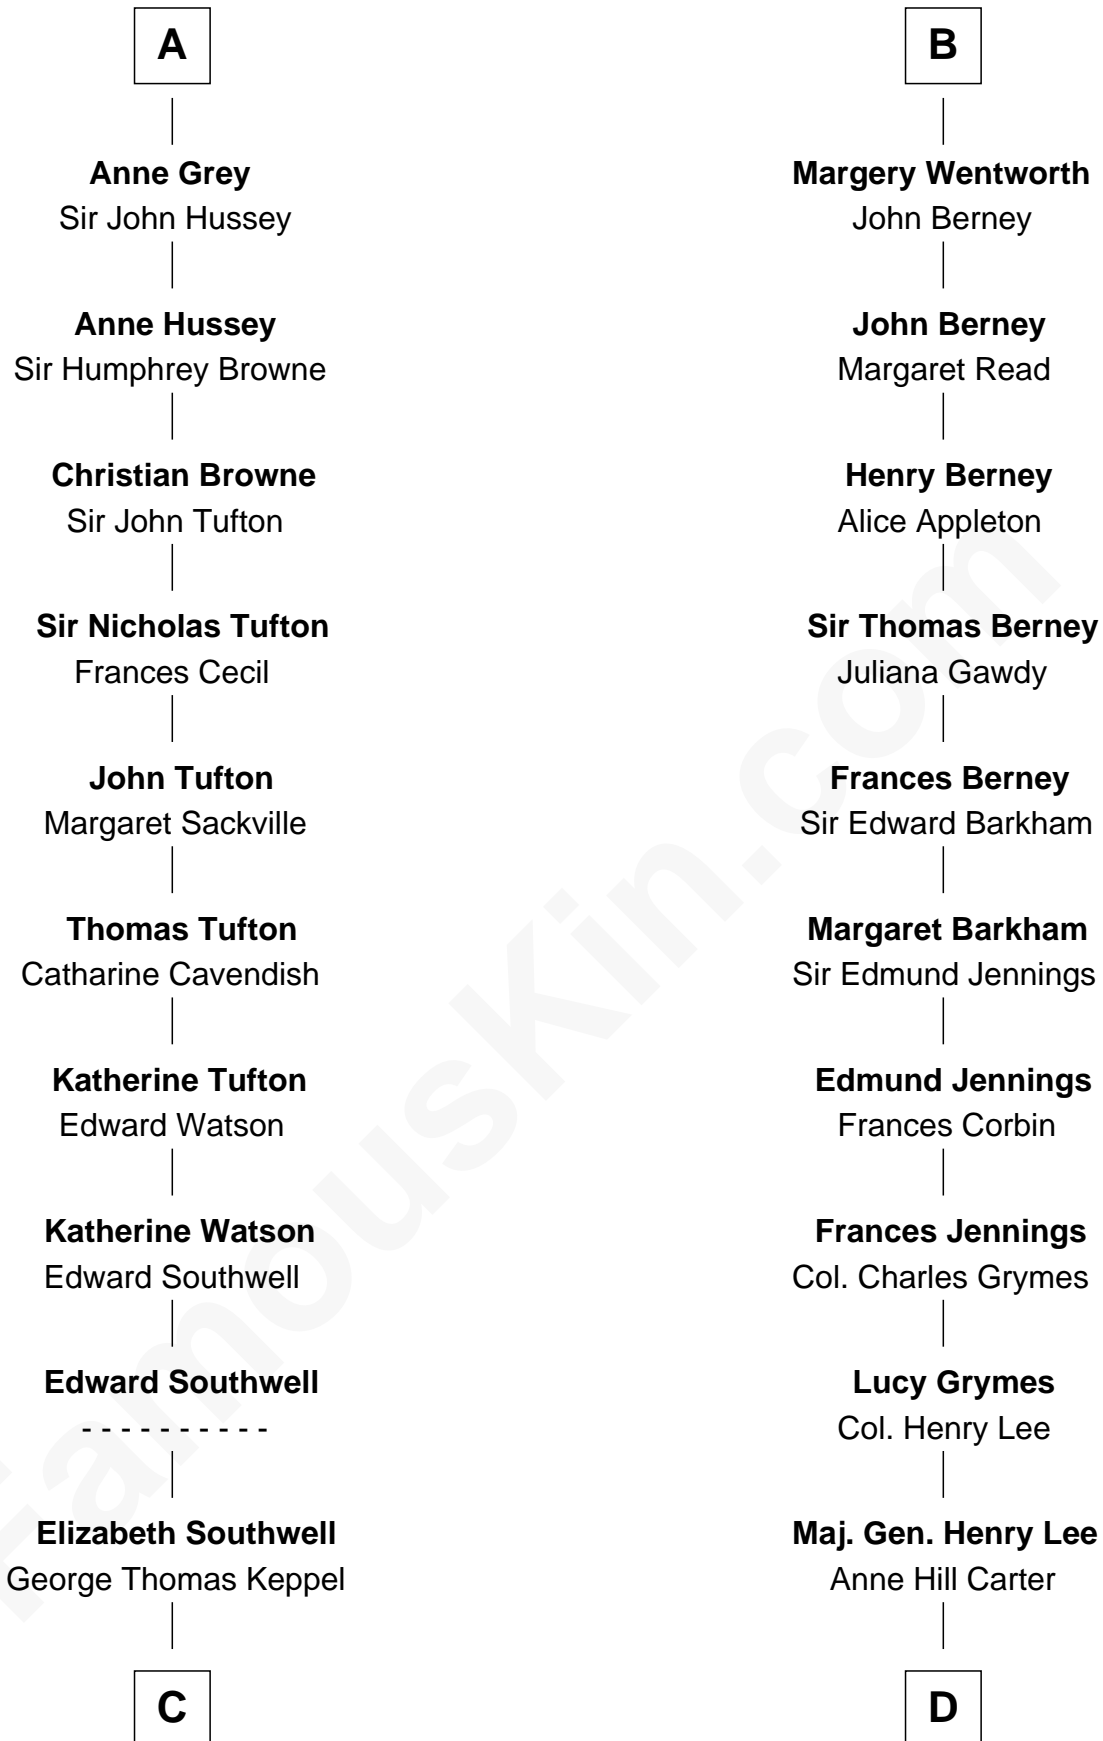 A
Anne Grey
Sir John Hussey
Anne Hussey
Sir Humphrey Browne
Christian Browne
Sir John Tufton
Sir Nicholas Tufton
Frances Cecil
John Tufton
Margaret Sackville
Thomas Tufton
Catharine Cavendish
Katherine Tufton
Edward Watson
Katherine Watson
Edward Southwell
Edward Southwell
- - - - - - - - - -
Elizabeth Southwell
George Thomas Keppel
C
B
Margery Wentworth
John Berney
John Berney
Margaret Read
Henry Berney
Alice Appleton
Sir Thomas Berney
Juliana Gawdy
Frances Berney
Sir Edward Barkham
Margaret Barkham
Sir Edmund Jennings
Edmund Jennings
Frances Corbin
Frances Jennings
Col. Charles Grymes
Lucy Grymes
Col. Henry Lee
Maj. Gen. Henry Lee
Anne Hill Carter
D
FamousKin.com